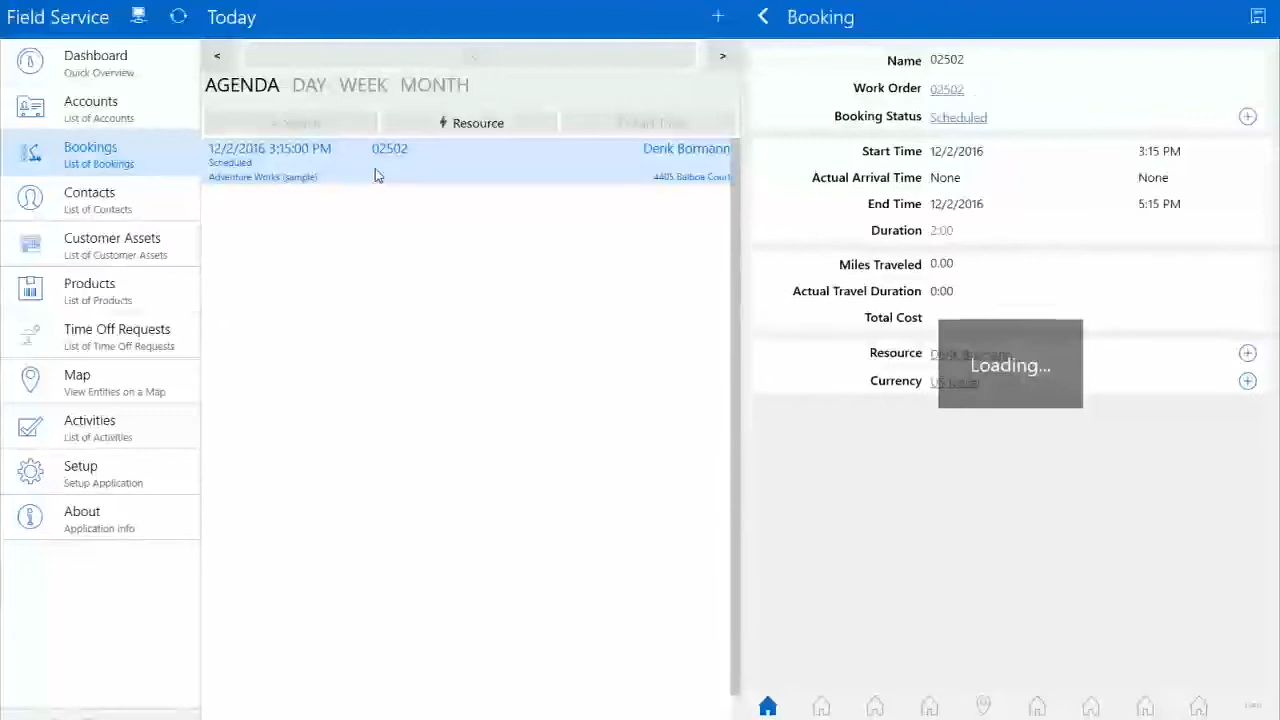 Field Service
Today
Booking
Dashboard
Quick Overview
Accounts
List of Accounts
Bookings
List of Bookings
Contacts
List of Contacts
Customer Assets
List of Customer Assets
Products
List of Products
Time Off Requests
List of Time Off Requests
Map
View Entities on a Map
Activities
List of Activities
Setup
Setup Application
About
Application Info
< >
AGENDA DAY WEEK MONTH
Resource
12/2/2016 3:15:00 PM 02502 Derik Bormann
Scheduled
Adventure Works (sample) 4405 Balboa Court
Name 02502
Work Order 02502
Booking Status Scheduled
Start Time 12/2/2016 3:15 PM
Actual Arrival Time None None
End Time 12/2/2016 5:15 PM
Duration 2:00
Miles Traveled 0.00
Actual Travel Duration 0:00
Total Cost
Resource
Loading...
Currency